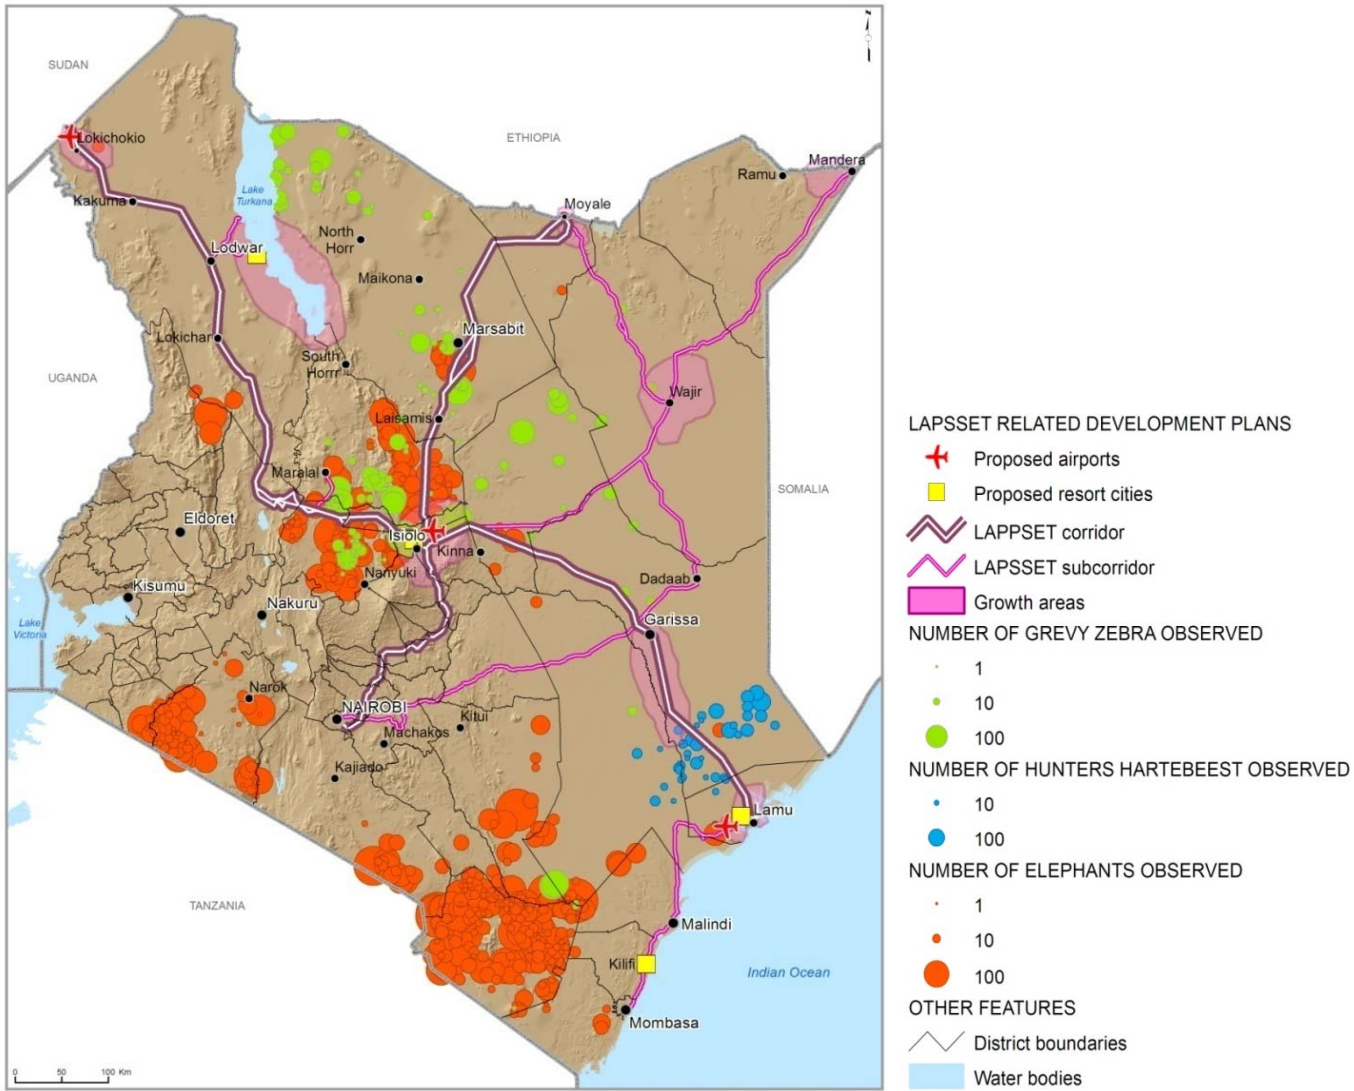 N
SUDAN
ETHIOPIA
Lokichokio
Mandera
Ramu
Kakuma
Lake
Turkana
Moyale
North
Horr
Lodwar
Maikona
Marsabit
Lokichar
South
Horrr
UGANDA
Wajir
Laisamis
Maralal
SOMALIA
Eldoret
Isiolo
Kinna
Nanyuki
Dadaab
Kisumu
Nakuru
Lake
Victoria
Garissa
Narok
NAIROBI
Kitui
Machakos
Kajiado
Lamu
TANZANIA
Malindi
Kilifi
Indian Ocean
Mombasa
0 50 100 Km
LAPSSET RELATED DEVELOPMENT PLANS
Proposed airports
Proposed resort cities
LAPPSET corridor
LAPSSET subcorridor
Growth areas
NUMBER OF GREVY ZEBRA OBSERVED
1
10
100
NUMBER OF HUNTERS HARTEBEEST OBSERVED
10
100
NUMBER OF ELEPHANTS OBSERVED
1
10
100
OTHER FEATURES
District boundaries
Water bodies